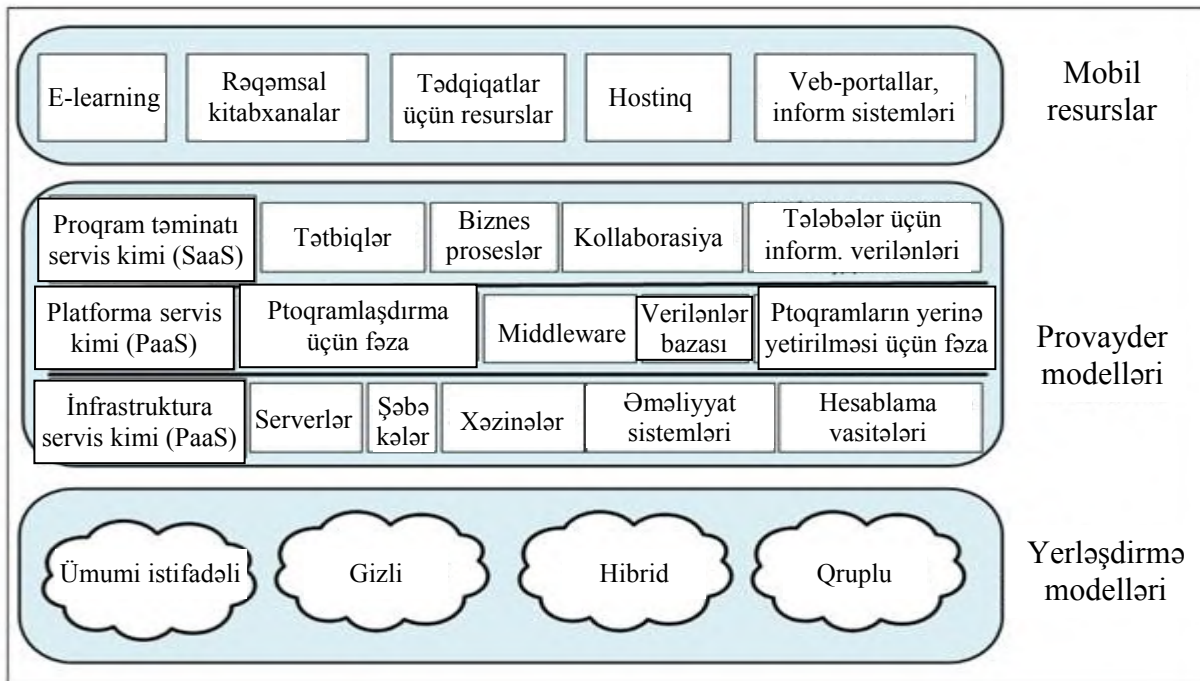 E-learning
Rəqəmsal
kitabxanalar
Tədqiqatlar
üçün resurslar
Hostinq
Veb-portallar,
inform sistemləri
Mobil
resurslar
Proqram təminatı
servis kimi (SaaS)
Tətbiqlər
Biznes
proseslər
Kollaborasiya
Tələbələr üçün
inform. verilənləri
Platforma servis
kimi (PaaS)
Ptoqramlaşdırma
üçün fəza
Middleware
Verilənlər
bazası
Ptoqramların yerinə
yetirilməsi üçün fəza
Provayder
modelləri
İnfrastruktura
servis kimi (PaaS)
Serverlər
Şəbə
kələr
Xəzinələr
Əməliyyat
sistemləri
Hesablama
vasitələri
Ümumi istifadəli
Gizli
Hibrid
Qruplu
Yerləşdirmə
modelləri